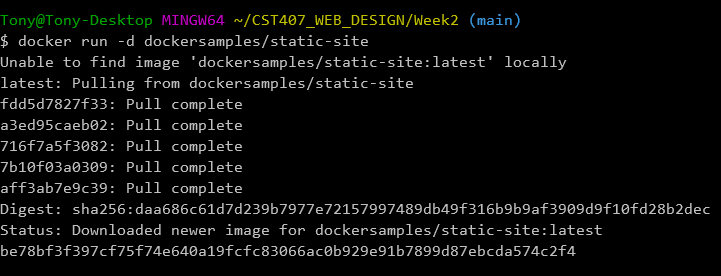 Tony@Tony-Desktop MINGW64 ~/CST407_WEB_DESIGN/Week2 (main)
$ docker run -d dockersamples/static-site
Unable to find image 'dockersamples/static-site:latest' locally
latest: Pulling from dockersamples/static-site
fdd5d7827f33: Pull complete
a3ed95caeb02: Pull complete
716f7a5f3082: Pull complete
7b10f03a0309: Pull complete
aff3ab7e9c39: Pull complete
Digest: sha256:daa686c61d7d239b7977e72157997489db49f316b9b9af3909d9f10fd28b2dec
Status: Downloaded newer image for dockersamples/static-site:latest
be78bf3f397cf75f74e640a19fcfc83066ac0b929e91b7899d87ebcda574c2f4